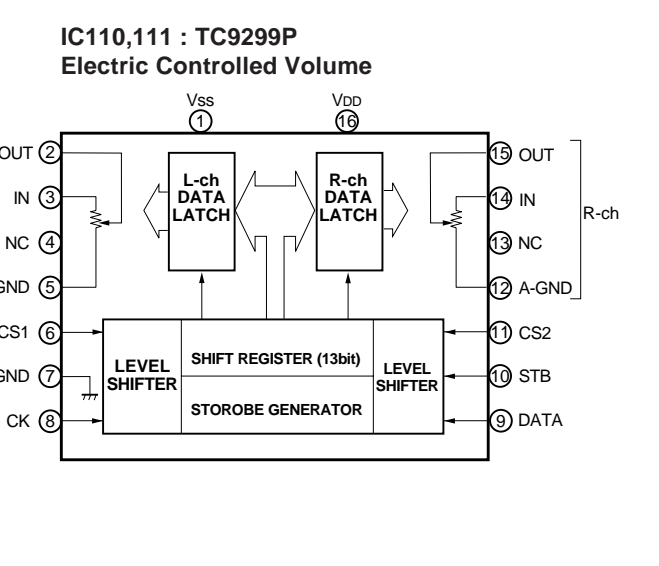 IC110,111 : TC9299P
Electric Controlled Volume
VSS
1
VDD
16
OUT 2
IN 3
NC 4
GND 5
CS1 6
GND 7
CK 8
L-ch
DATA
LATCH
R-ch
DATA
LATCH
LEVEL
SHIFTER
SHIFT REGISTER (13bit)
STOROBE GENERATOR
LEVEL
SHIFTER
15 OUT
14 IN
13 NC
12 A-GND
R-ch
11 CS2
10 STB
9 DATA